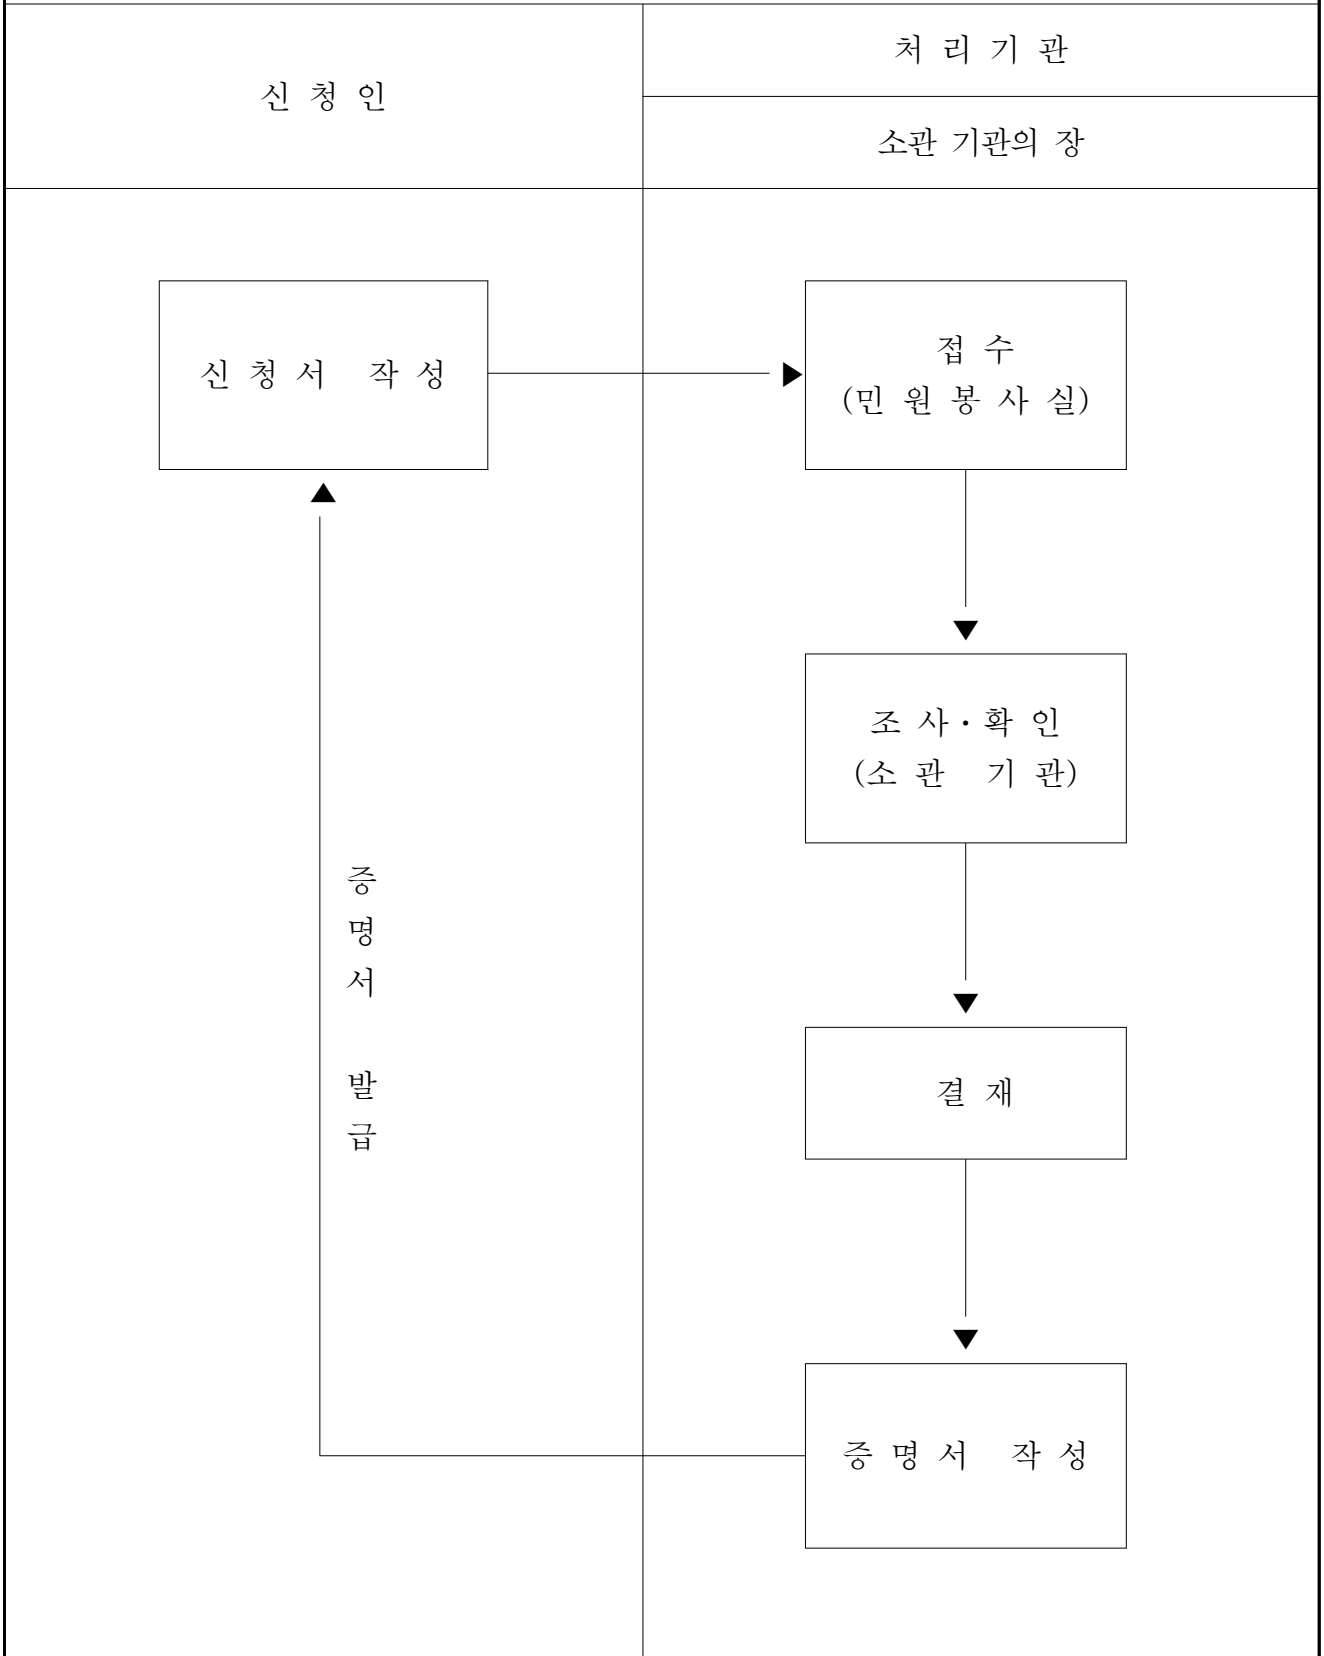 신 청 인
처 리 기 관
소관 기관의 장
신 청 서 작 성
접 수
(민 원 봉 사 실)
조 사·확 인
(소 관 기 관)
결 재
증 명 서 작 성
증
명
서
발
급